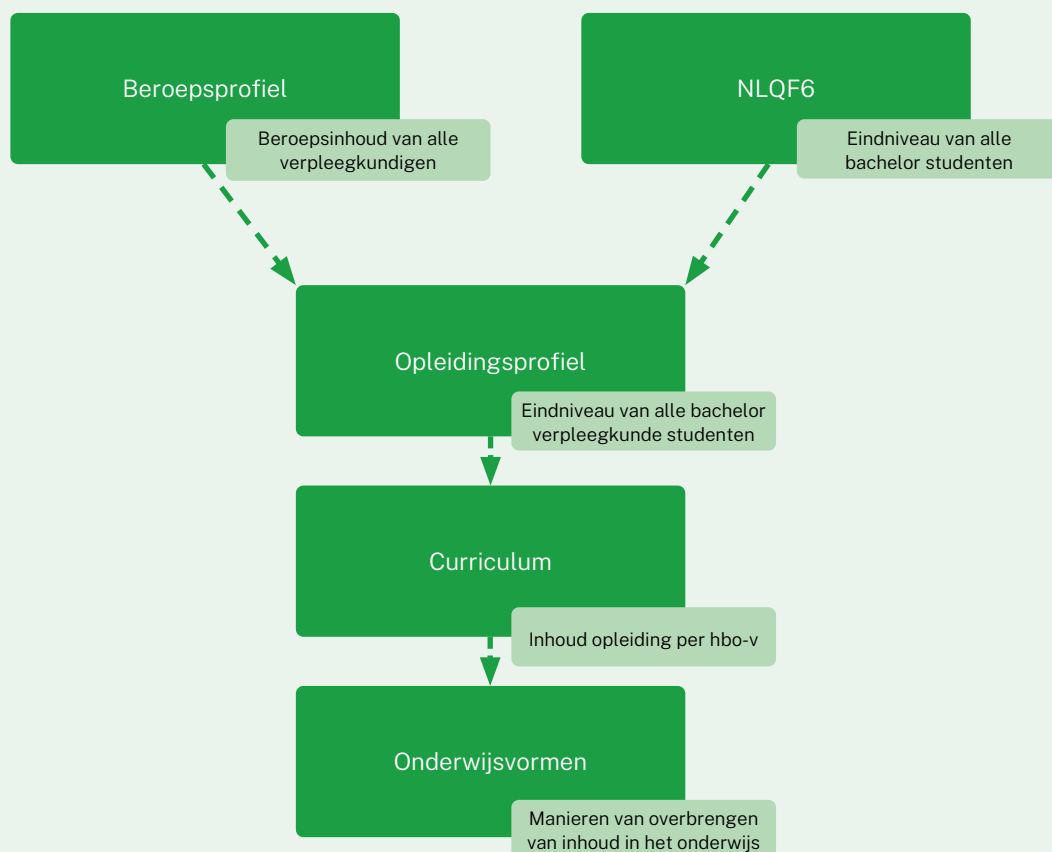 Beroepsprofiel
Beroepsinhoud van alle
verpleegkundigen
NLQF6
Eindniveau van alle
bachelor studenten
Opleidingsprofiel
Eindniveau van alle bachelor
verpleegkunde studenten
Curriculum
Inhoud opleiding per hbo-v
Onderwijsvormen
Manieren van overbrengen
van inhoud in het onderwijs